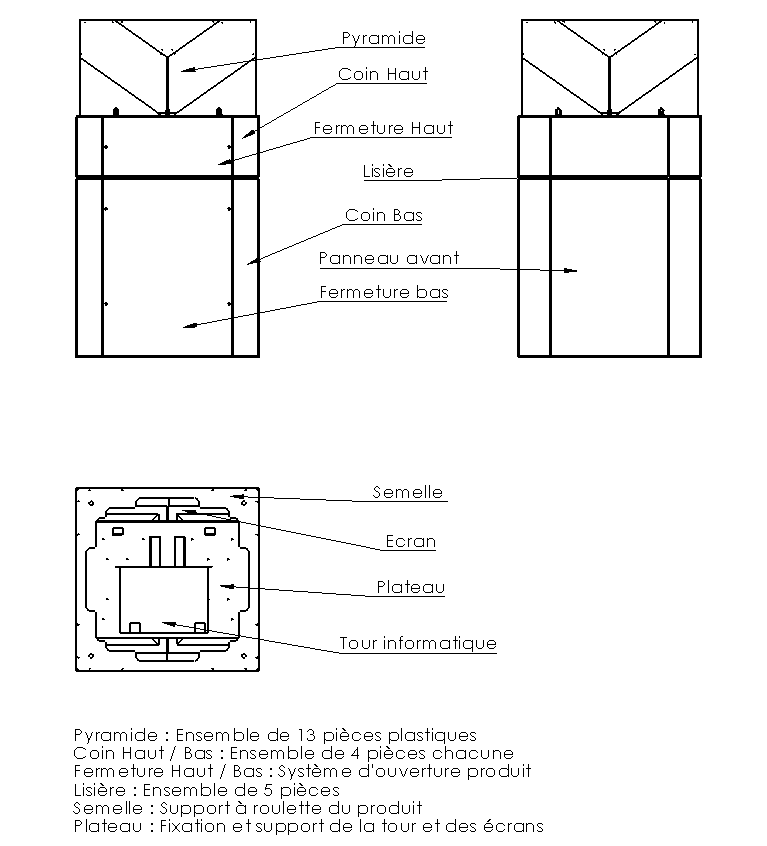 Pyramide
Coin Haut
Fermeture Haut
Lisière
Coin Bas
Panneau avant
Fermeture bas
Semelle
Ecran
Plateau
Tour informatique
Pyramide : Ensemble de 13 pièces plastiques
Coin Haut / Bas : Ensemble de 4 pièces chacune
Fermeture Haut / Bas : Système d'ouverture produit
Lisière : Ensemble de 5 pièces
Semelle : Support à roulette du produit
Plateau : Fixation et support de la tour et des écrans